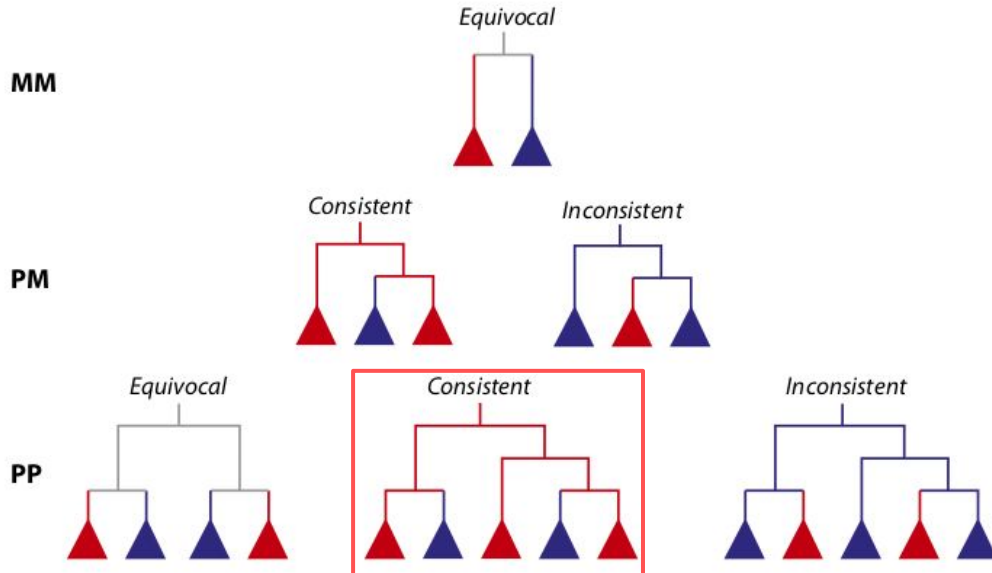 Equivocal
MM
Consistent Inconsistent
PM
Equivocal Consistent Inconsistent
PP